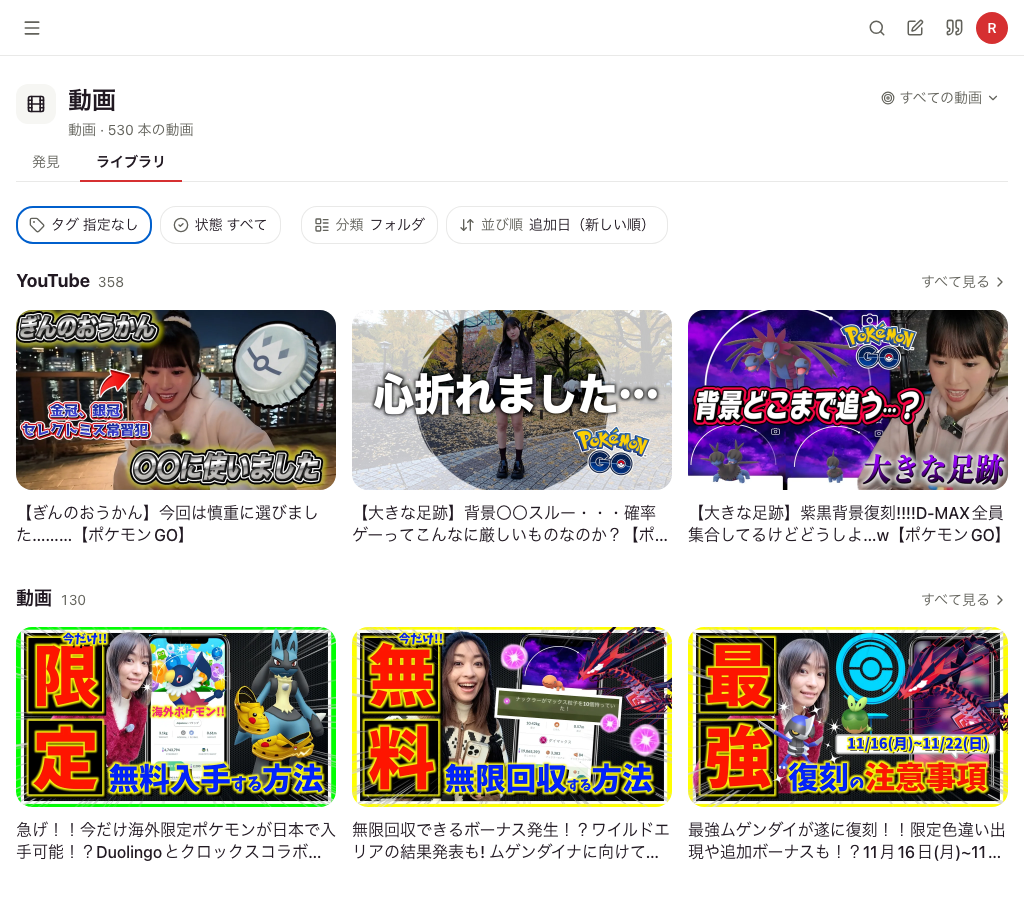 R
動画
動画 · 530 本の動画
すべての動画
発見
ライブラリ
タグ 指定なし
状態 すべて
分類 フォルダ
並び順 追加日（新しい順）
YouTube 358
すべて見る
ぎんのおうかん
金冠、銀冠
セレクトミス常習犯
〇〇に使いました
心折れました…
Pokémon
GO
Pokémon
GO
背景どこまで追う…?
大きな足跡
【ぎんのおうかん】今回は慎重に選びまし
た………【ポケモンGO】
【大きな足跡】背景〇〇スルー・・・確率
ゲーってこんなに厳しいものなのか？【ポ…
【大きな足跡】紫黒背景復刻!!!!D-MAX全員
集合してるけどどうしよ…w【ポケモンGO】
動画 130
すべて見る
今だけ!!
限定
海外ポケモン!!
無料入手する方法
今だけ!!
無料
無限回収する方法
最強
11/16(月)~11/22(日)
復刻の注意事項
急げ！！今だけ海外限定ポケモンが日本で入
手可能！？Duolingoとクロックスコラボ…
無限回収できるボーナス発生！？ワイルドエ
リアの結果発表も! ムゲンダイナに向けて…
最強ムゲンダイが遂に復刻！！限定色違い出
現や追加ボーナスも！？11月16日(月)~11…